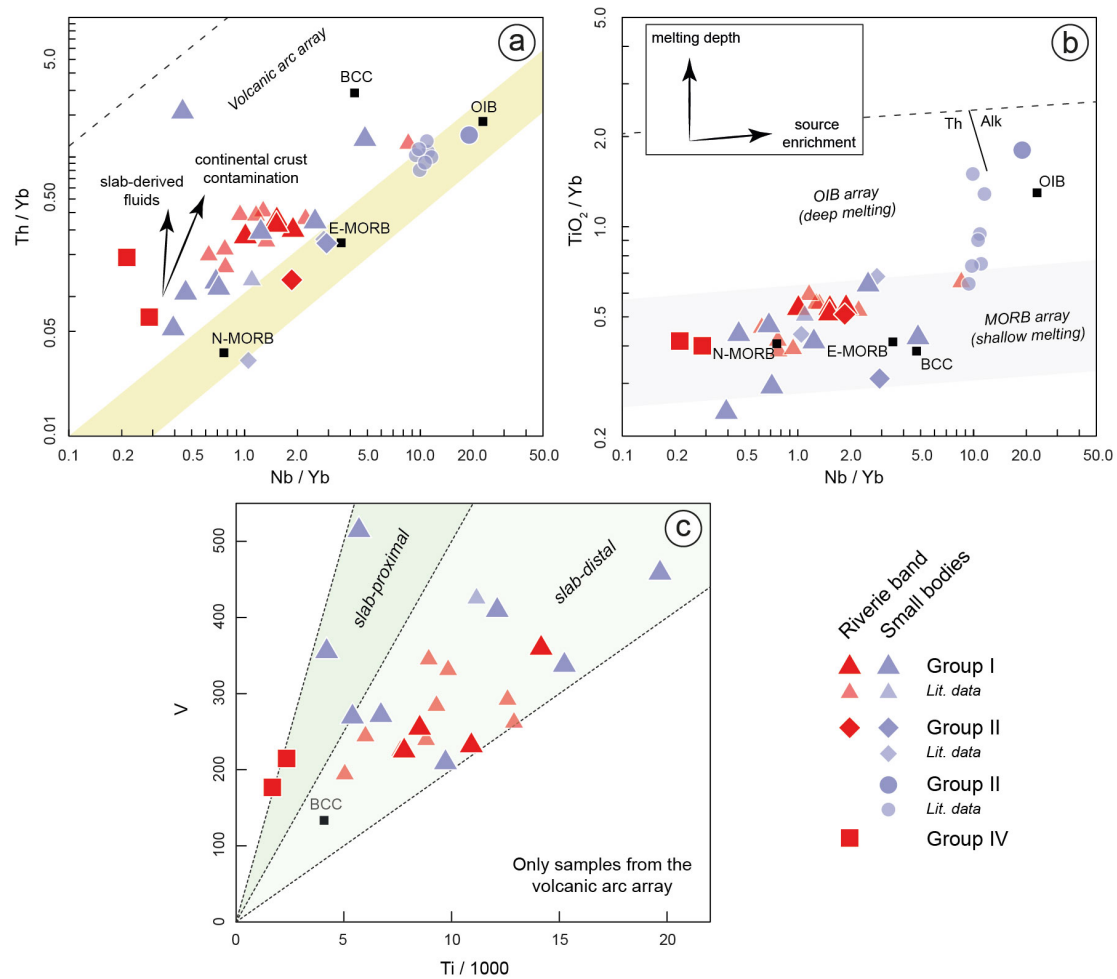 a
5.0
0.50
0.05
0.01
Th / Yb
Volcanic arc array
BCC
OIB
continental crust
contamination
slab-derived
fluids
E-MORB
N-MORB
0.1
0.2
0.5
1.0
2.0
5.0
10.0
20.0
50.0
Nb / Yb
b
5.0
2.0
1.0
0.5
0.2
TiO2 / Yb
melting depth
source
enrichment
Th
Alk
OIB
OIB array
(deep melting)
MORB array
(shallow melting)
N-MORB
E-MORB
BCC
0.1
0.2
0.5
1.0
2.0
5.0
10.0
20.0
50.0
Nb / Yb
c
500
400
300
200
100
0
V
slab-proximal
slab-distal
BCC
Only samples from the
volcanic arc array
0
5
10
15
20
Ti / 1000
Riverie band
Small bodies
Group I
Lit. data
Group II
Lit. data
Group II
Lit. data
Group IV